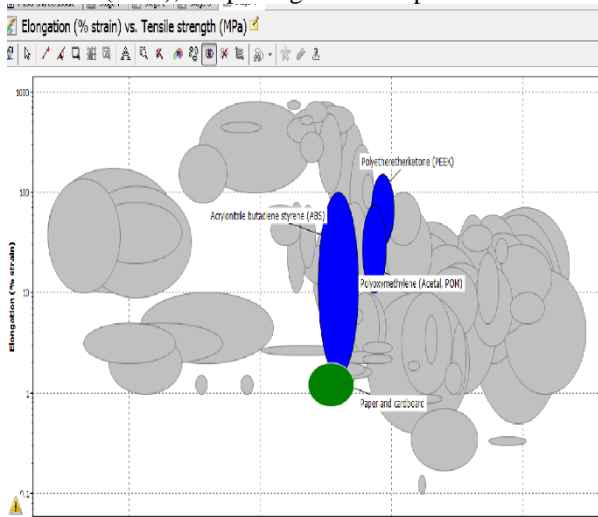 Elongation (% strain) vs. Tensile strength (MPa)
1000
Polyetheretherketone (PEEK)
100
Acrylonitrile butadiene styrene (ABS)
Polyoxymethylene (Acetal, POM)
10
Elongation (% strain)
1
Paper and cardboard
0.1